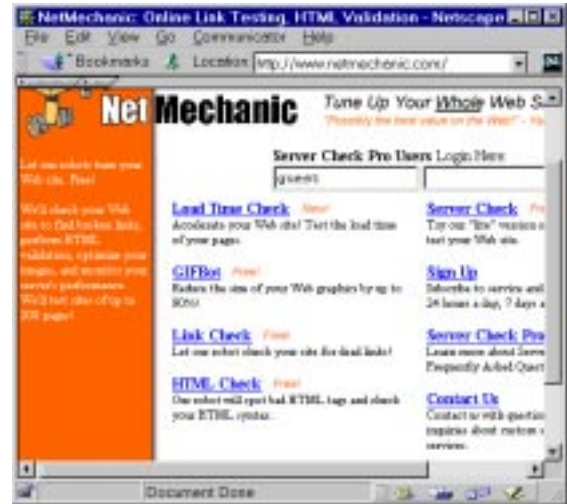 NetMechanic: Online Link Testing, HTML Validation - Netscape
File Edit View Go Communicator Help
Bookmarks Location http://www.netmechanic.com/
Net Mechanic
Tune Up Your Whole Web S
"Possibly the best value on the Web!" -
Let our robots tune your
Web site. Free!
We'll check your Web
site to find broken links,
perform HTML
validation, optimize your
images, and monitor your
server's performance.
We'll test sites of up to
200 pages!
Server Check Pro Users Login Here
guest
Load Time Check New!
Accelerate your Web site! Test the load time
of your pages.
GIFBot Free!
Reduce the size of your Web graphics by up to
90%!
Link Check Free!
Let our robot check your site for dead links!
HTML Check Free!
Our robot will spot bad HTML tags and check
your HTML syntax.
Server Check Fr
Try our "lite" version o
test your Web site.
Sign Up
Subscribe to service and
24 hours a day, 7 days a
Server Check Pro
Learn more about Serve
Frequently Asked Quest
Contact Us
Contact us with question
inquiries about custom s
services.
Document Done